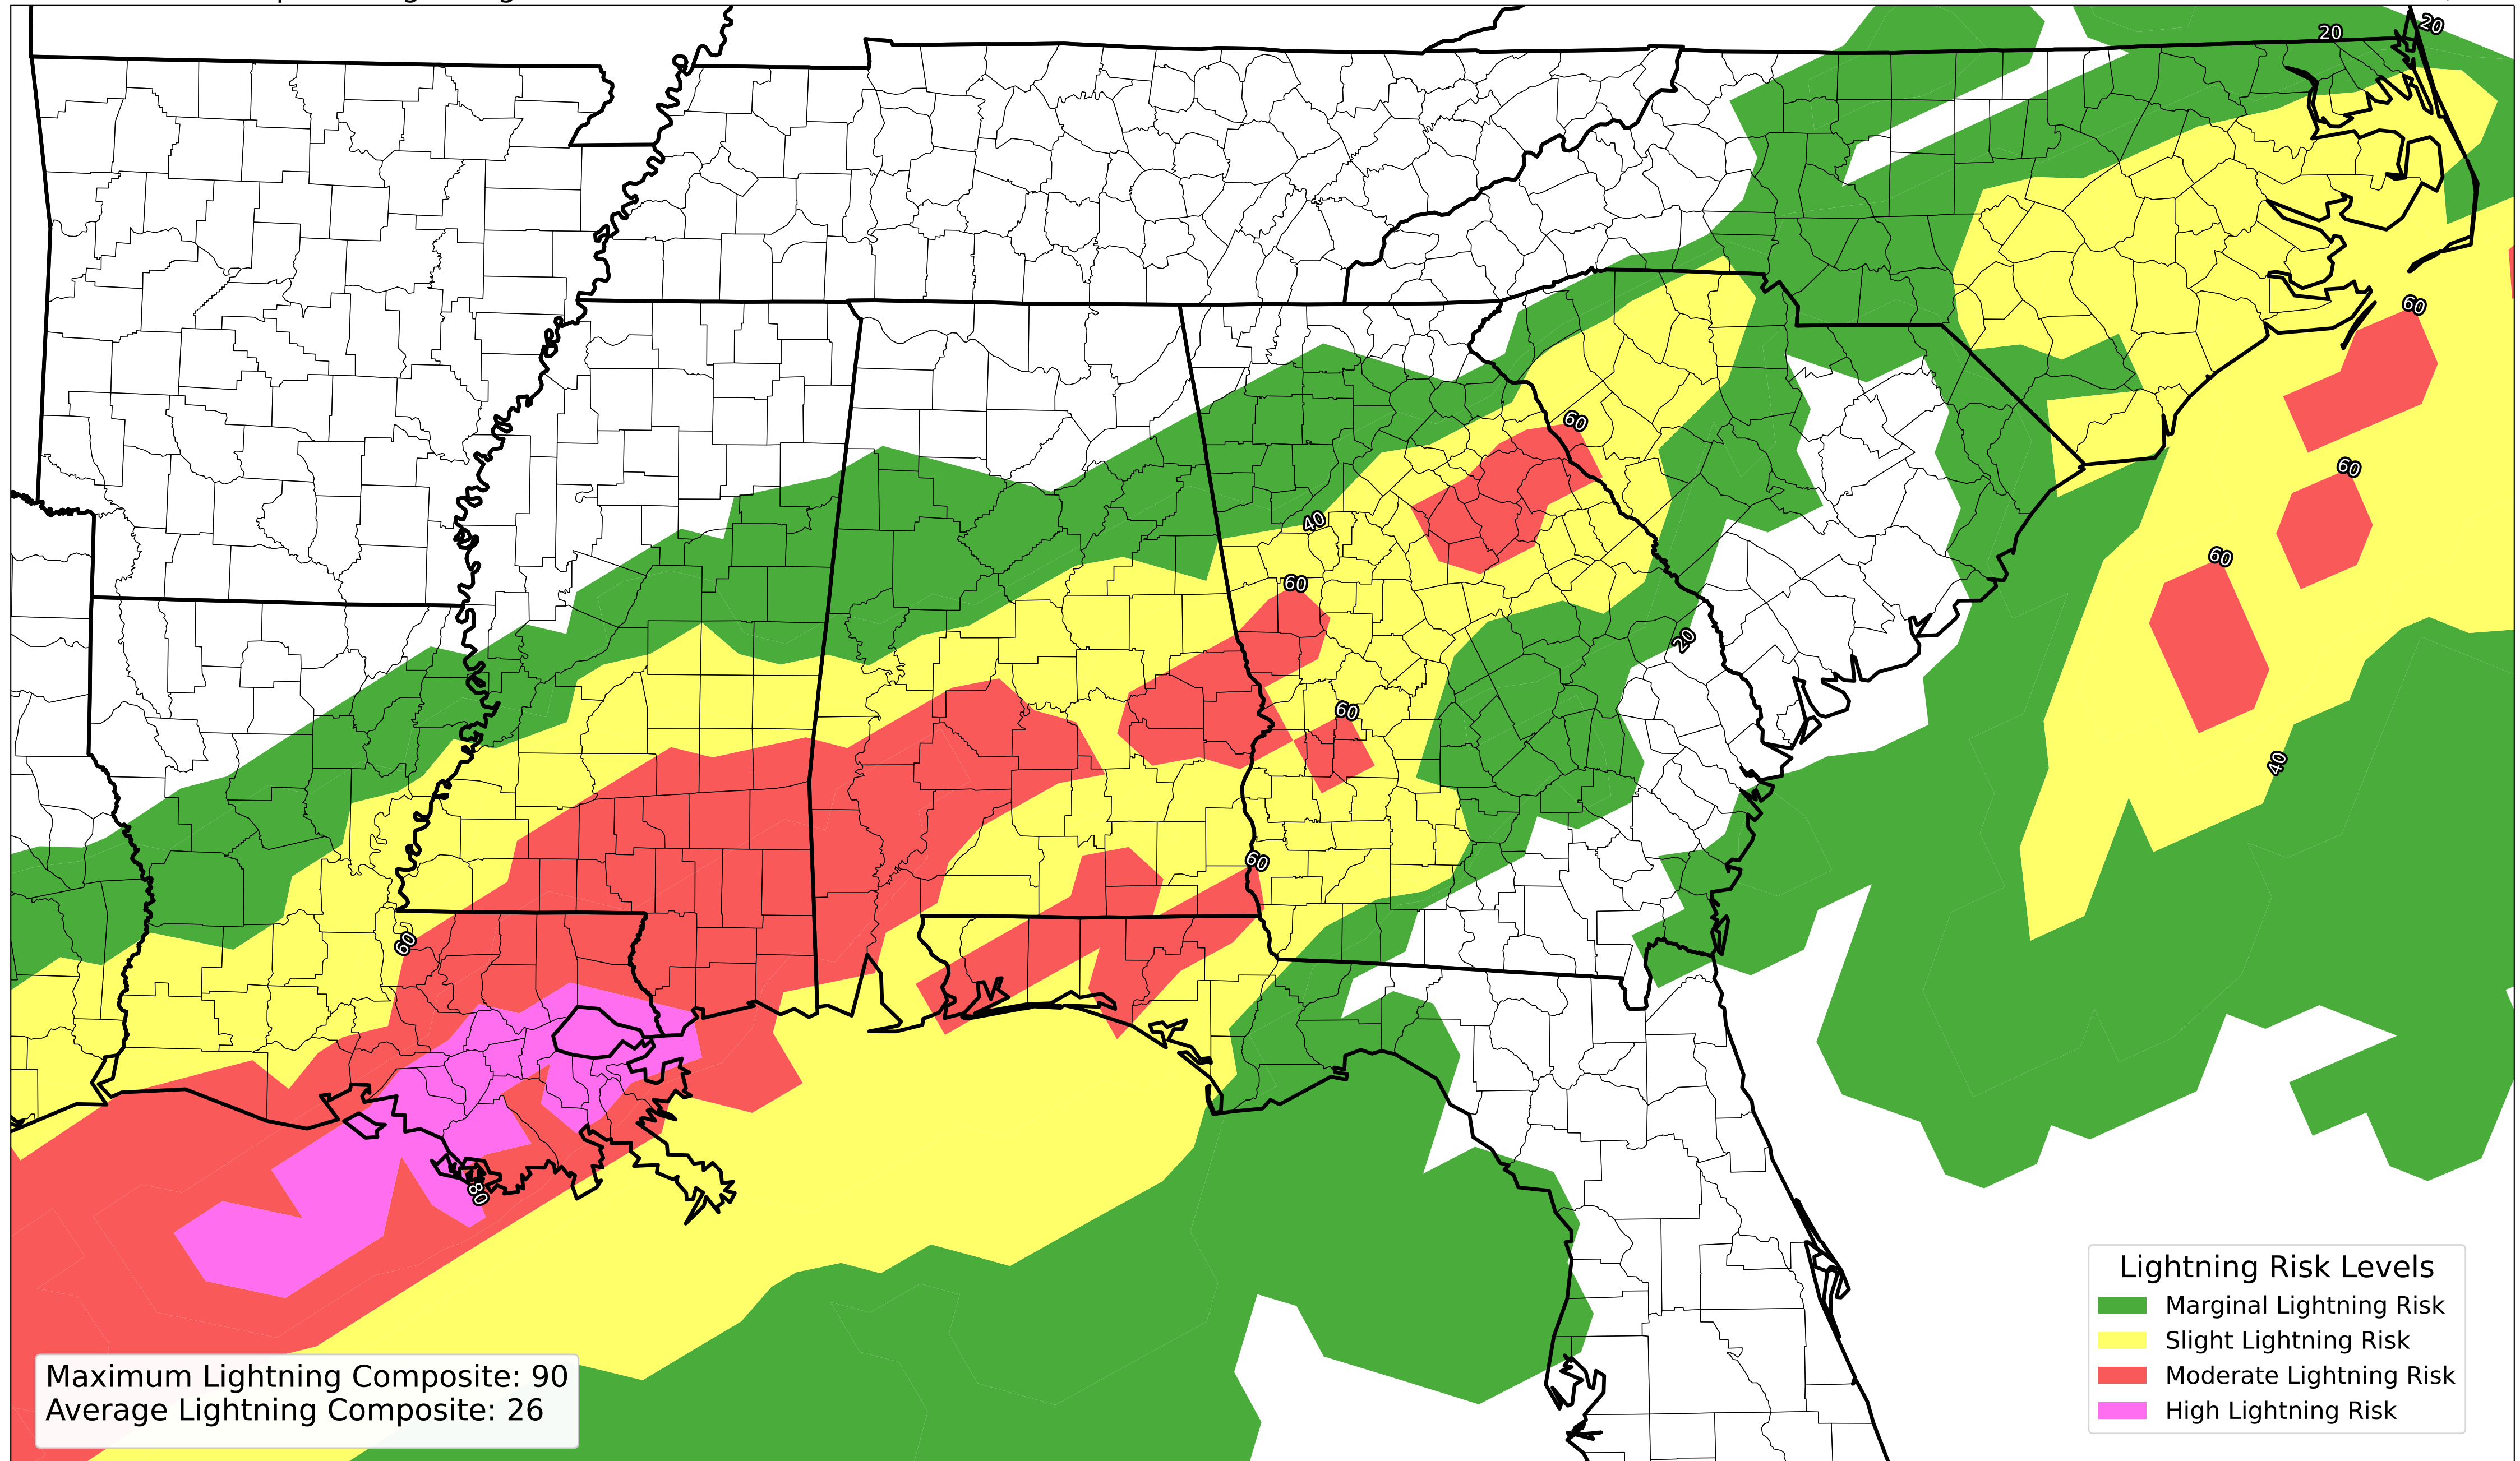 20
20
60
60
60
40
60
60
60
20
60
40
60
60
80
Lightning Risk Levels
Marginal Lightning Risk
Slight Lightning Risk
Moderate Lightning Risk
High Lightning Risk
Maximum Lightning Composite: 90
Average Lightning Composite: 26